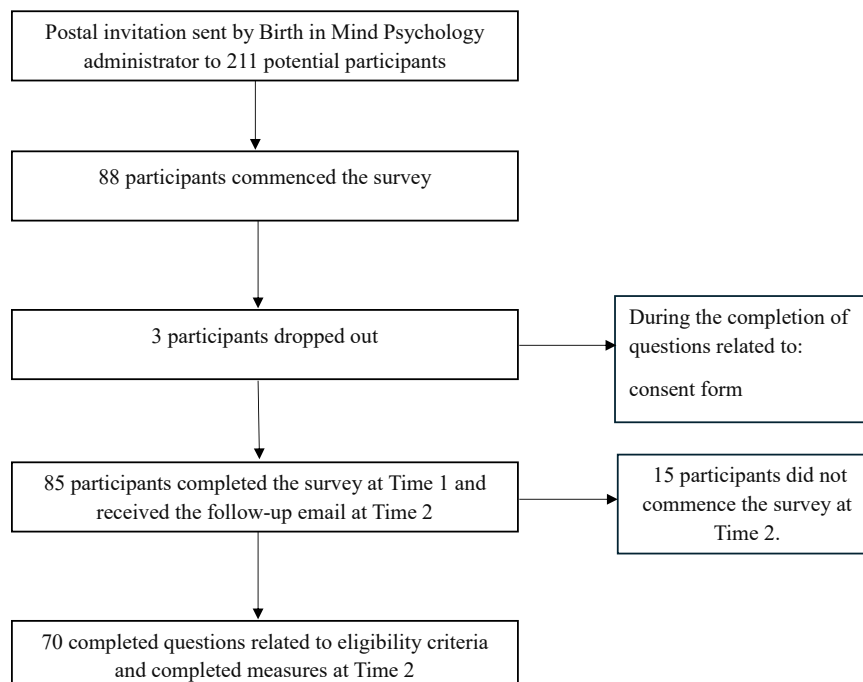 Postal invitation sent by Birth in Mind Psychology
administrator to 211 potential participants
88 participants commenced the survey
3 participants dropped out
During the completion of
questions related to:
consent form
85 participants completed the survey at Time 1 and
received the follow-up email at Time 2
15 participants did not
commence the survey at
Time 2.
70 completed questions related to eligibility criteria
and completed measures at Time 2